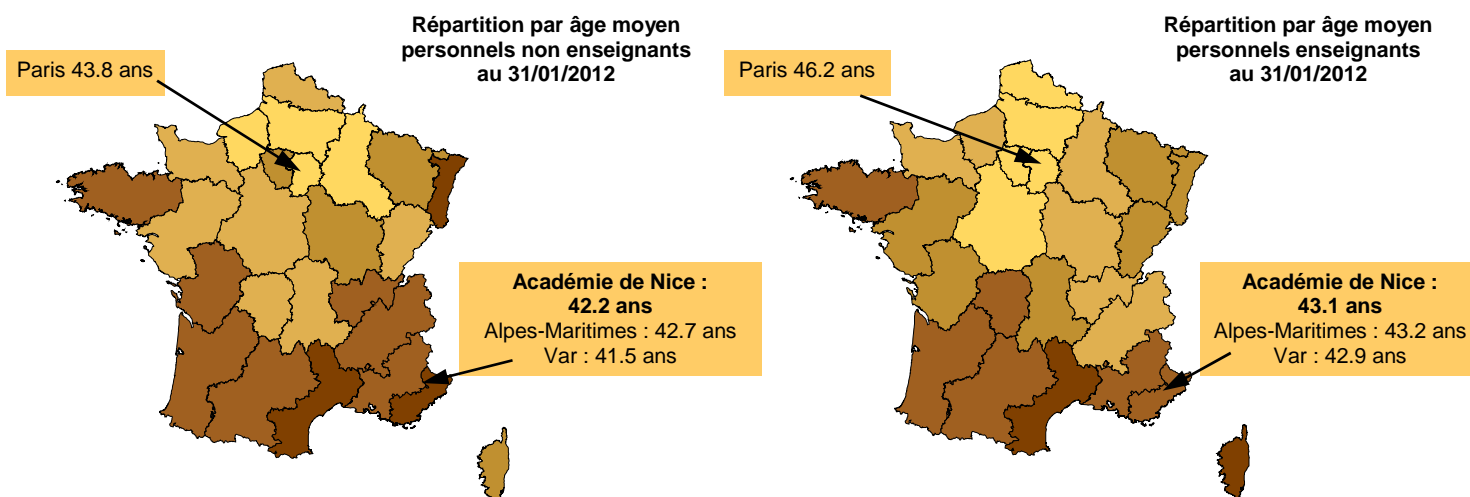 Répartition par âge moyen
personnels non enseignants
au 31/01/2012
Paris 43.8 ans
Académie de Nice :
42.2 ans
Alpes-Maritimes : 42.7 ans
Var : 41.5 ans
Répartition par âge moyen
personnels enseignants
au 31/01/2012
Paris 46.2 ans
Académie de Nice :
43.1 ans
Alpes-Maritimes : 43.2 ans
Var : 42.9 ans